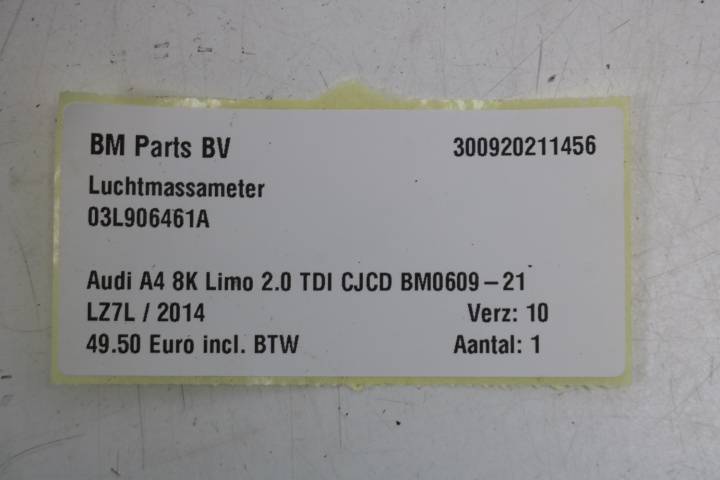 BM Parts BV 300920211456
Luchtmassameter
03L906461A
Audi A4 8K Limo 2.0 TDI CJCD BM0609-21
LZ7L / 2014 Verz: 10
49.50 Euro incl. BTW Aantal: 1